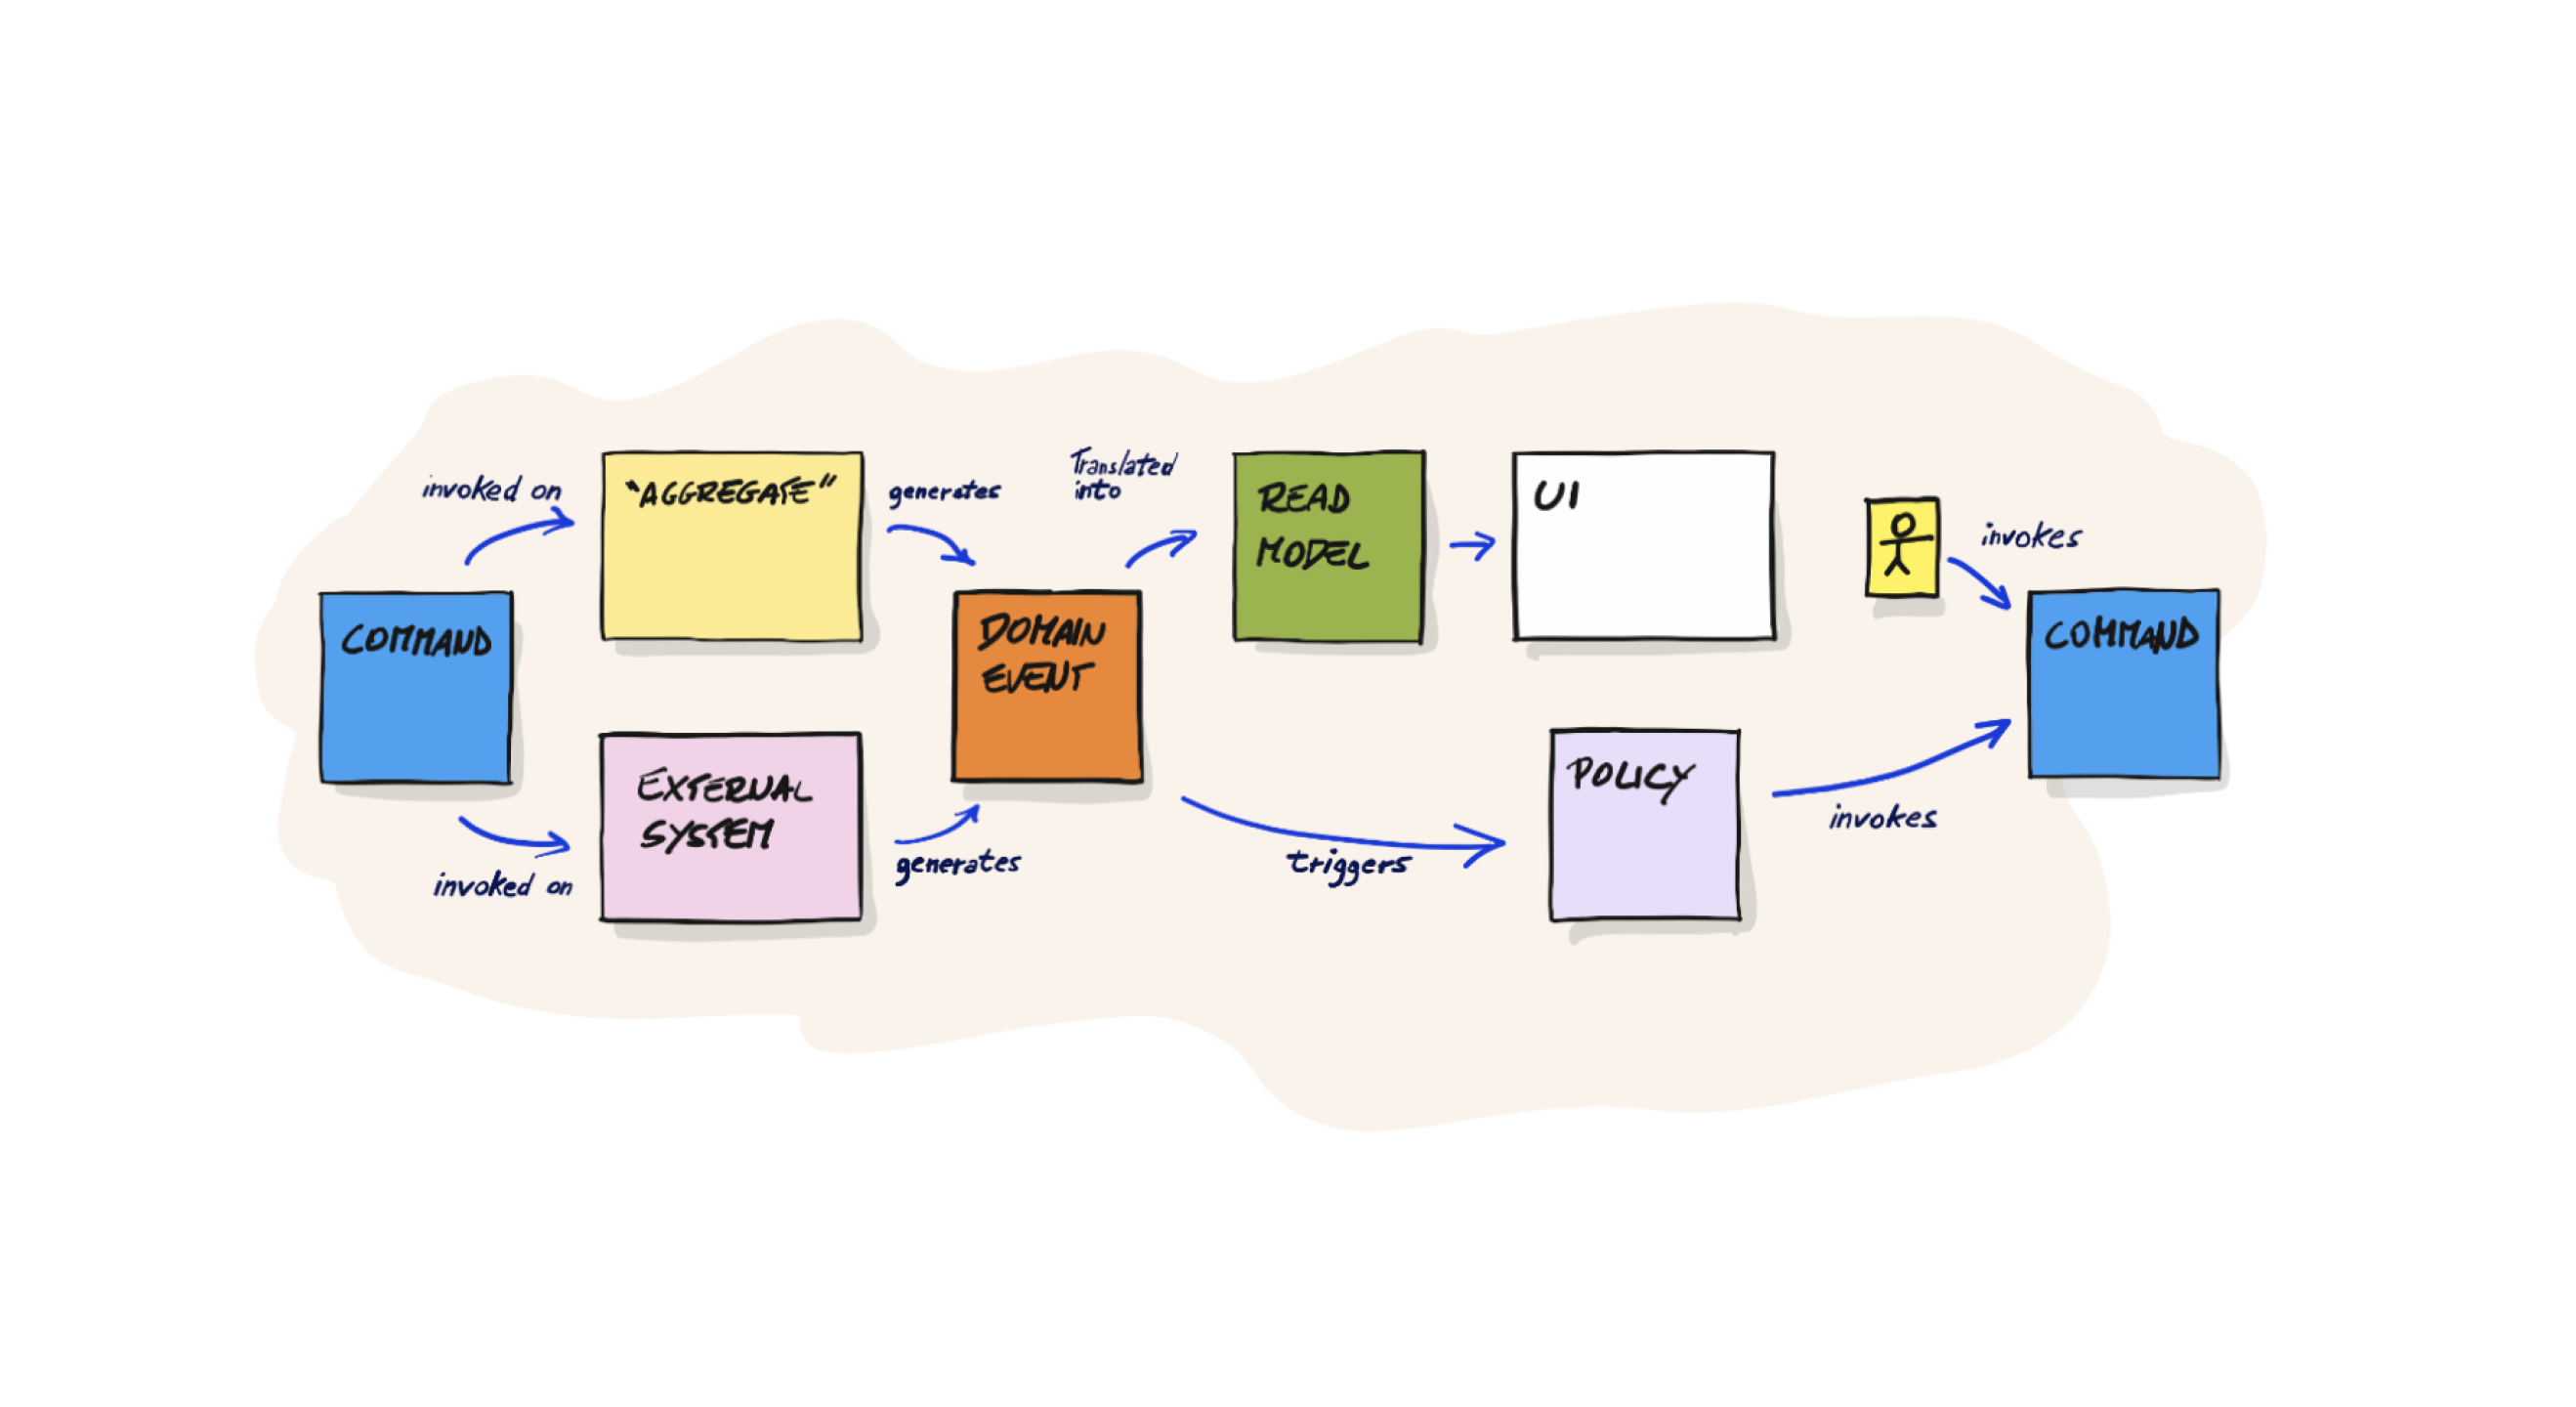 invoked on
"AGGREGATE"
generates
Translated
into
READ
MODEL
UI
invokes
COMMAND
DOMAIN
EVENT
COMMAND
EXTERNAL
SYSTEM
POLICY
invoked on
generates
triggers
invokes